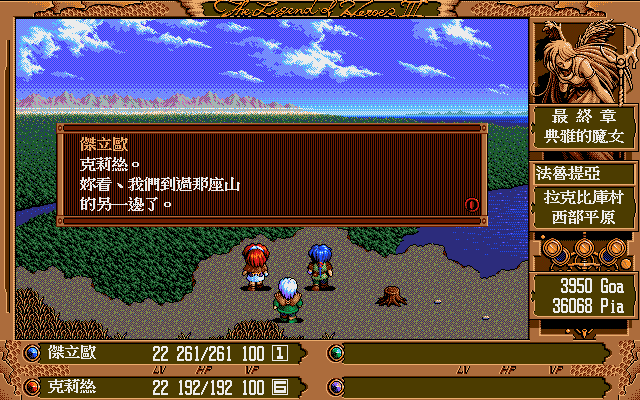 The Legend of Heroes III
最終章
典雅的魔女
傑立歐
克莉絲。
妳看、我們到過那座山
的另一邊了。
法魯提亞
拉克比庫村
西部平原
3950 Goa
36068 Pia
傑立歐 22 261/261 100 1
LV HP VP
LV HP VP
克莉絲 22 192/192 100 6